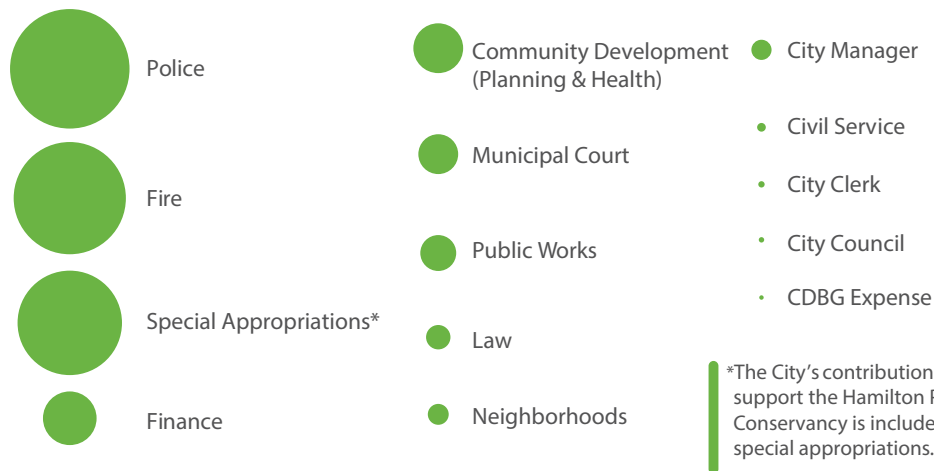 Police
Fire
Special Appropriations*
Finance
Community Development
(Planning & Health)
Municipal Court
Public Works
Law
Neighborhoods
City Manager
Civil Service
City Clerk
City Council
CDBG Expense
*The City's contribution
support the Hamilton
Conservancy is
special appropriations.